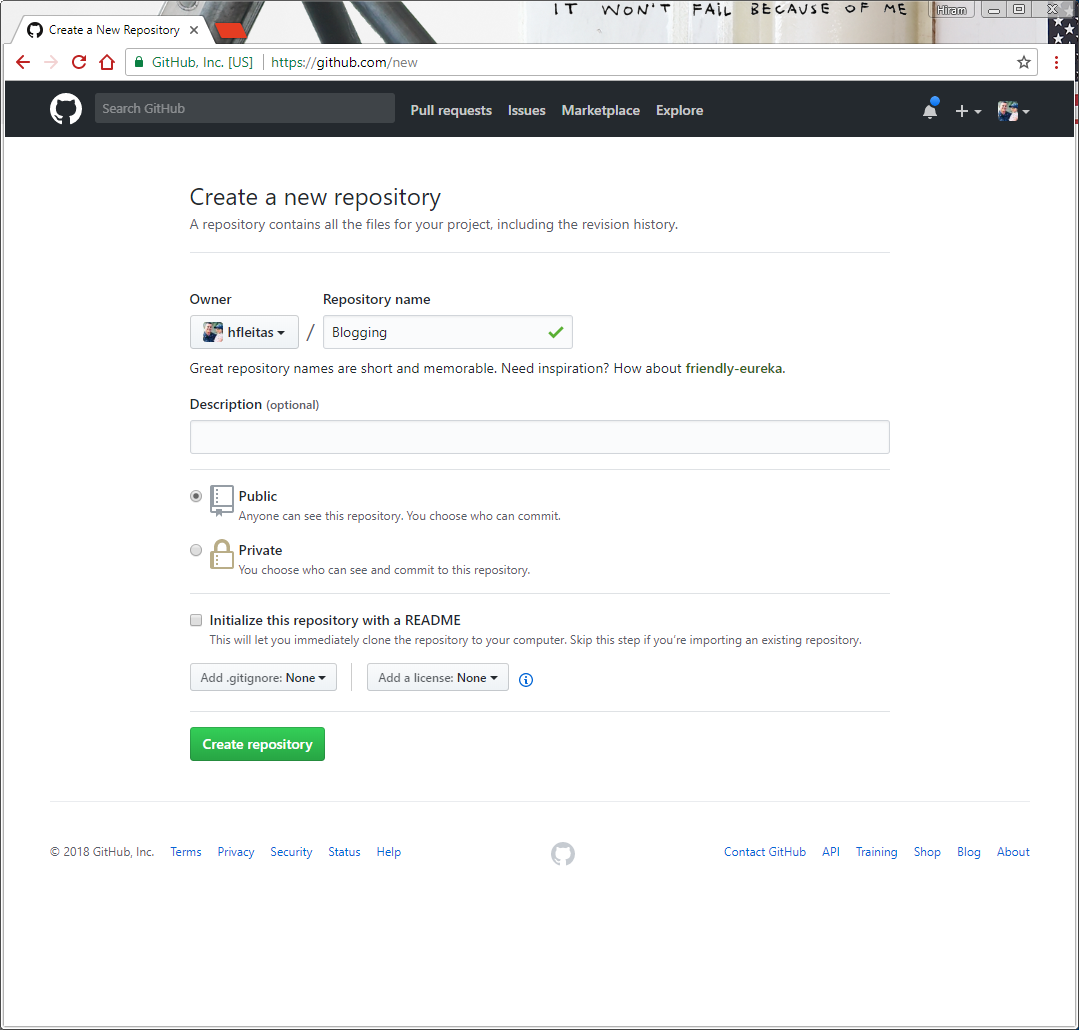 IT WON'T FAIL BECAUSE OF ME
Hiram
Create a New Repository
GitHub, Inc. [US] https://github.com/new
Search GitHub Pull requests Issues Marketplace Explore
Create a new repository
A repository contains all the files for your project, including the revision history.
Owner Repository name
hfleitas / Blogging
Great repository names are short and memorable. Need inspiration? How about friendly-eureka.
Description (optional)
Public
Anyone can see this repository. You choose who can commit.
Private
You choose who can see and commit to this repository.
Initialize this repository with a README
This will let you immediately clone the repository to your computer. Skip this step if you’re importing an existing repository.
Add .gitignore: None Add a license: None
Create repository
© 2018 GitHub, Inc. Terms Privacy Security Status Help Contact GitHub API Training Shop Blog About